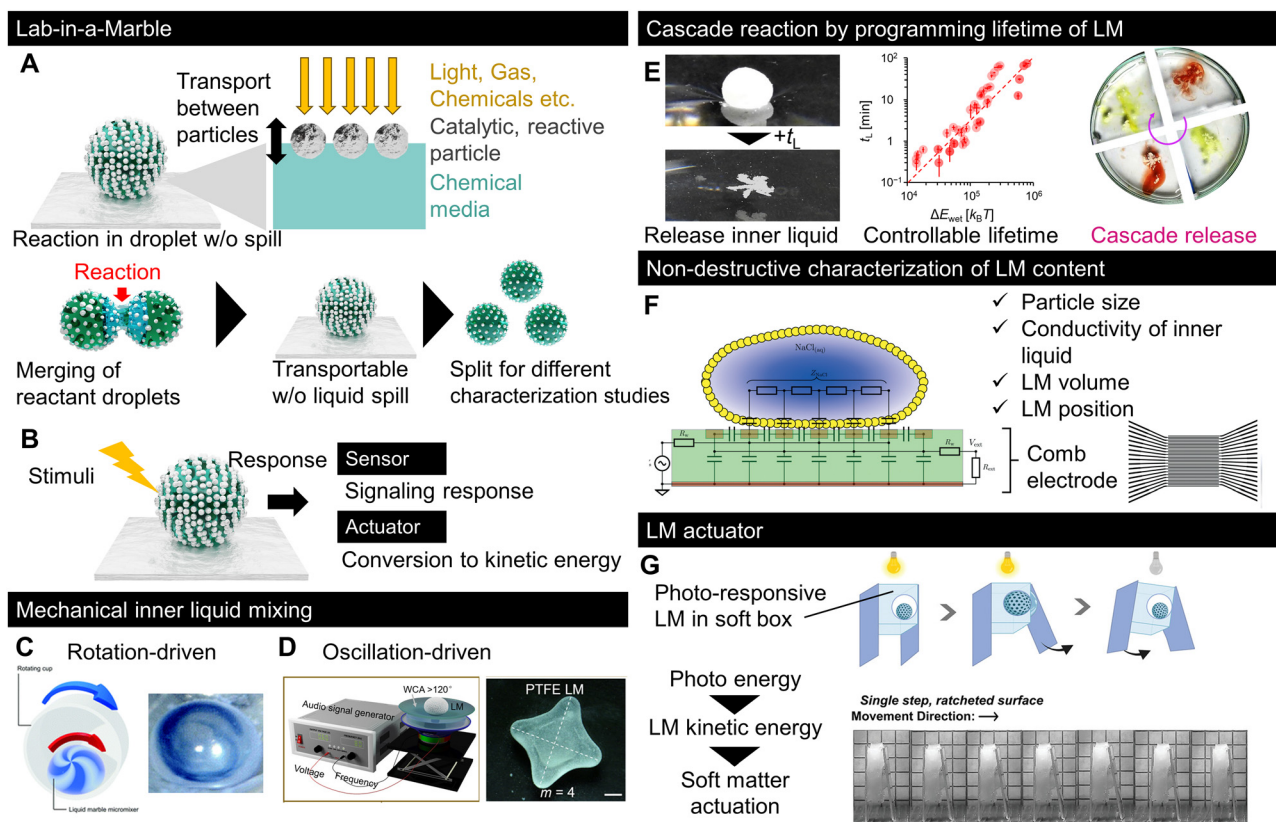 Lab-in-a-Marble
A
Transport
between
particles
Light, Gas,
Chemicals etc.
Catalytic, reactive
particle
Chemical
media
Reaction in droplet w/o spill
Reaction
Merging of
reactant droplets
Transportable
w/o liquid spill
Split for different
characterization studies
B
Stimuli
Response
Sensor
Signaling response
Actuator
Conversion to kinetic energy
Mechanical inner liquid mixing
C
Rotation-driven
Rotating cup
Liquid marble micromixer
D
Oscillation-driven
WCA >120°
LM
Audio signal generator
Voltage
Frequency
PTFE LM
m = 4
Cascade reaction by programming lifetime of LM
E
+tL
Release inner liquid
tL [min]
10²
10¹
10⁰
10⁻¹
10⁴
10⁵
10⁶
ΔEwet [kBT]
Controllable lifetime
Cascade release
Non-destructive characterization of LM content
F
NaCl(aq)
ZNaCl
Rw
Rw
Vext
Rext
✓ Particle size
✓ Conductivity of inner
liquid
✓ LM volume
✓ LM position
Comb
electrode
LM actuator
G
Photo-responsive
LM in soft box
Photo energy
LM kinetic energy
Soft matter
actuation
Single step, ratcheted surface
Movement Direction: →